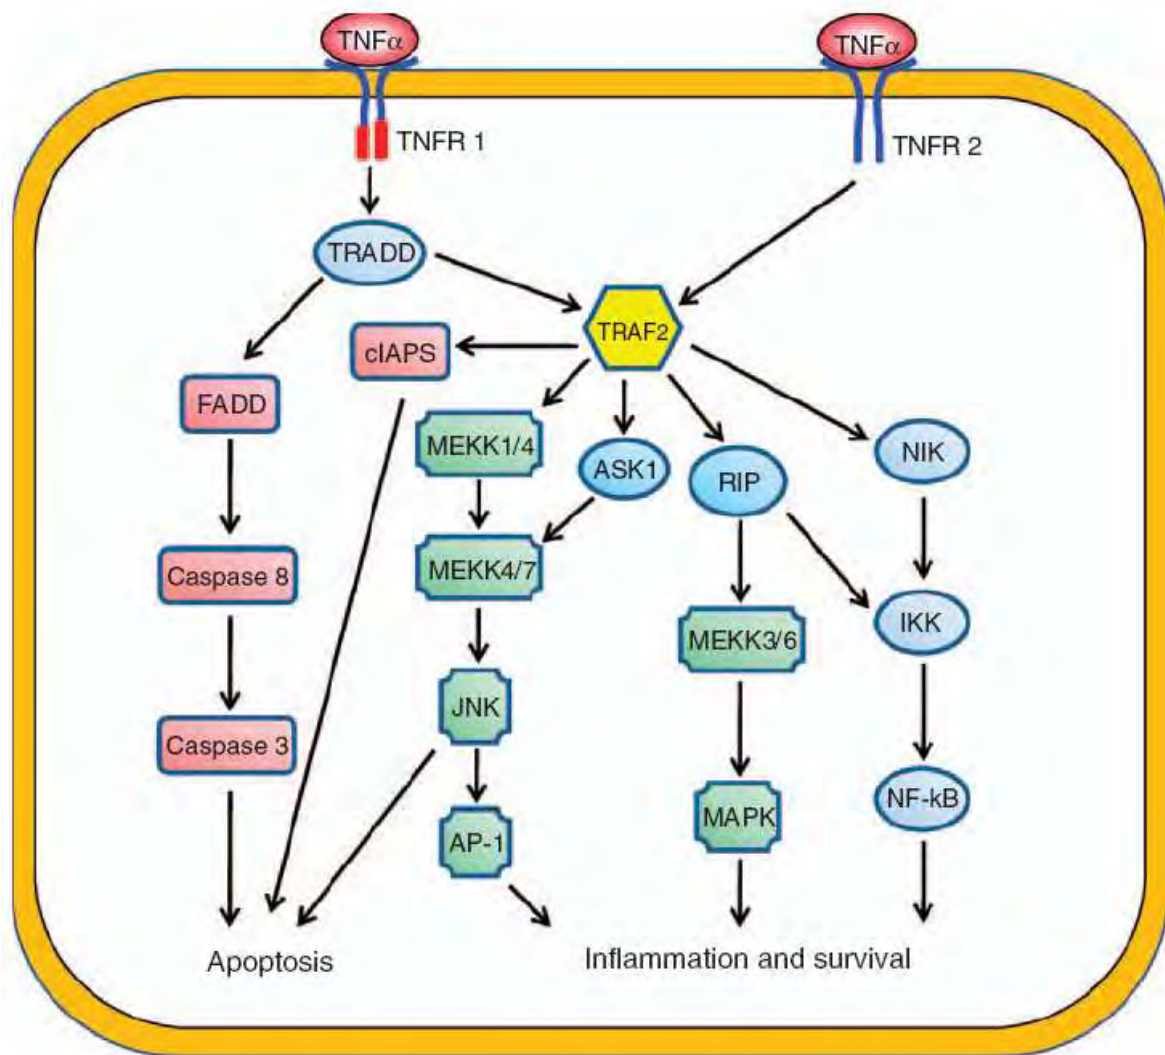 TNFα
TNFα
TNFR 1
TNFR 2
TRADD
TRAF2
cIAPS
FADD
MEKK1/4
ASK1
RIP
NIK
Caspase 8
MEKK4/7
MEKK3/6
IKK
JNK
Caspase 3
MAPK
NF-kB
AP-1
Apoptosis
Inflammation and survival